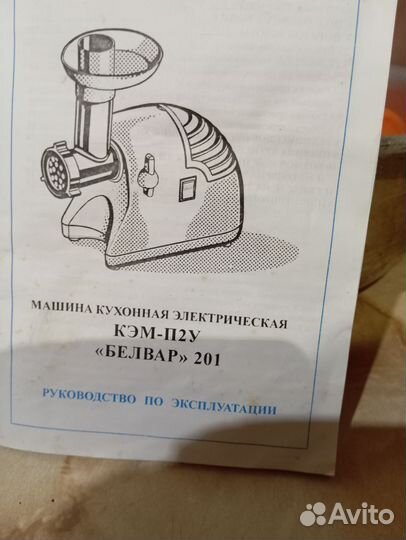 МАШИНА КУХОННАЯ ЭЛЕКТРИЧЕСКАЯ
КЭМ-П2У
«БЕЛВАР» 201
РУКОВОДСТВО ПО ЭКСПЛУАТАЦИИ
Avito